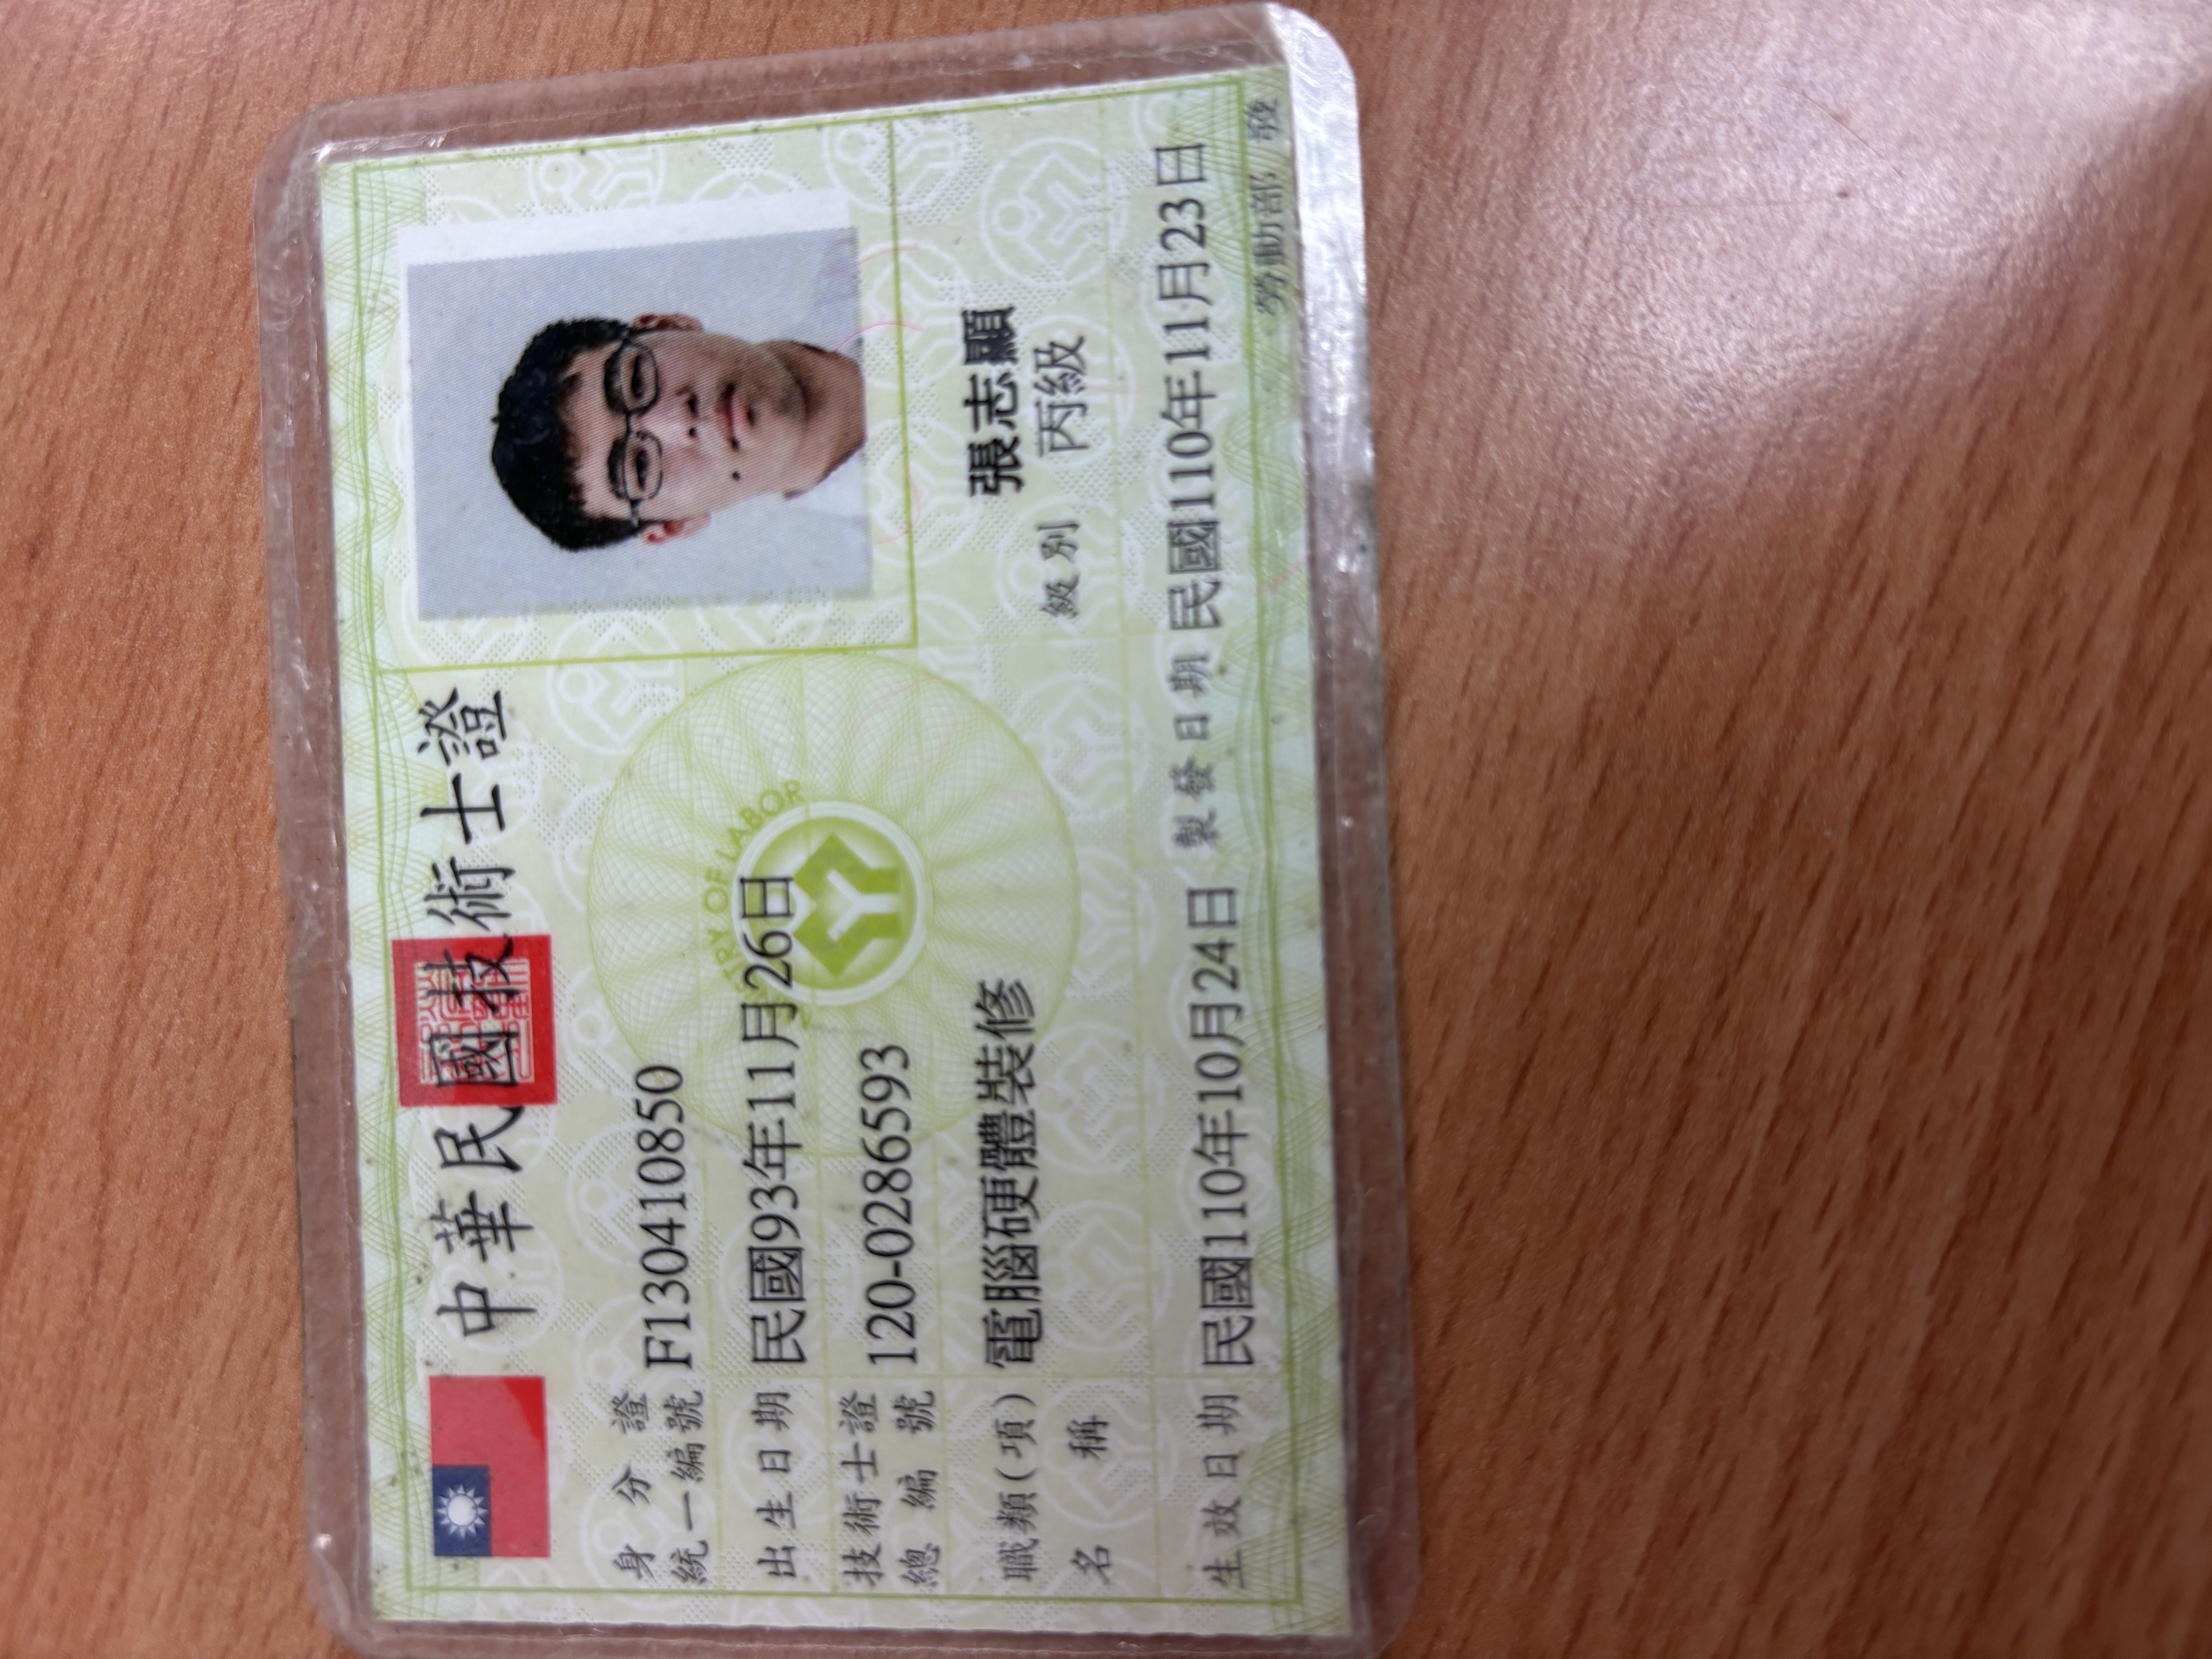 中華民國技術士證
身分證統一編號 F130410850
出生日期 民國93年11月26日
MINISTRY OF LABOR
技術士證總編號 120-0286593
職類(項)名稱 電腦硬體裝修
張志顯
級別 丙級
生效日期 民國110年10月24日 製發日期 民國110年11月23日
勞動部 發